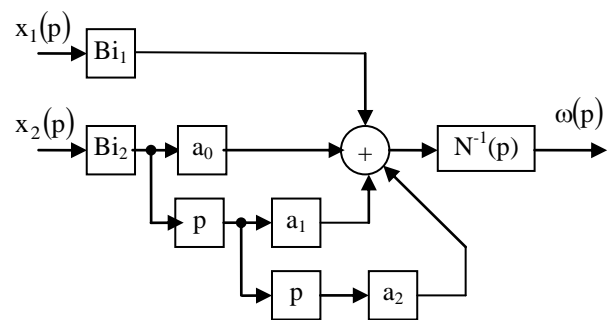 x₁(p)
Bi₁
x₂(p)
Bi₂
a₀
+
N⁻¹(p)
ω(p)
p
a₁
p
a₂